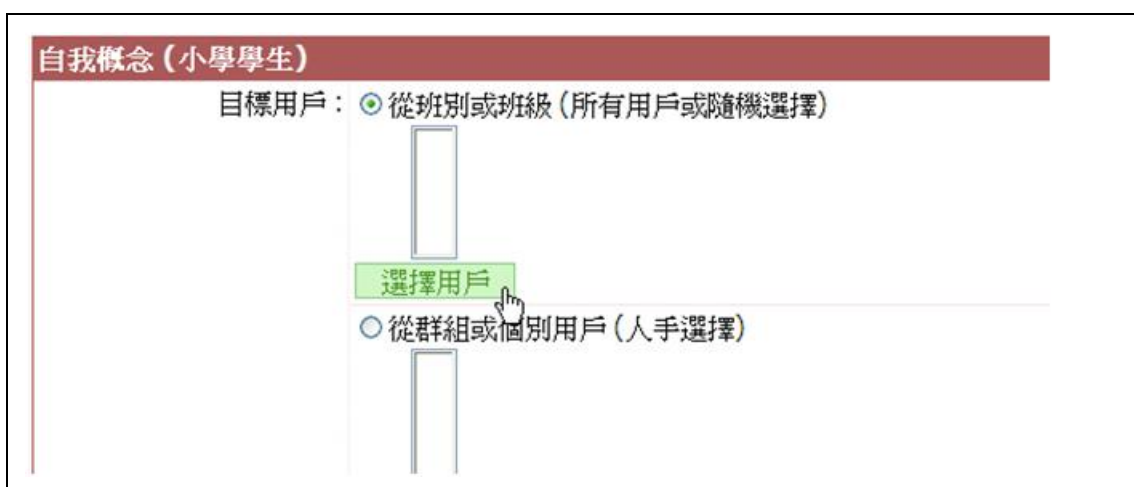 自我概念 (小學學生)
目標用戶： 從班別或班級 (所有用戶或隨機選擇)
選擇用戶
從群組或個別用戶 (人手選擇)